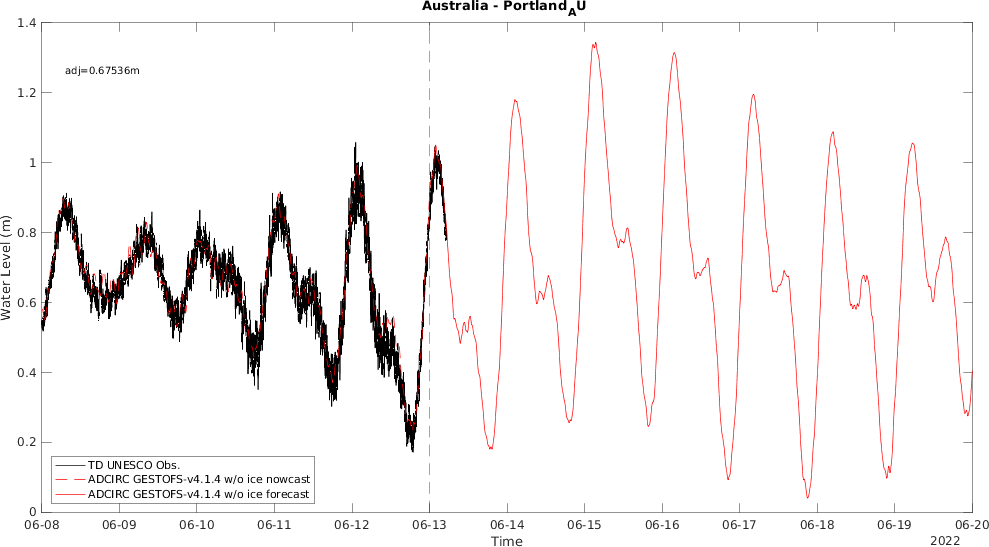 Australia - Portland_AU
adj=0.67536m
Water Level (m)
1.4
1.2
1
0.8
0.6
0.4
0.2
0
TD UNESCO Obs.
ADCIRC GESTOFS-v4.1.4 w/o ice nowcast
ADCIRC GESTOFS-v4.1.4 w/o ice forecast
06-08 06-09 06-10 06-11 06-12 06-13 06-14 06-15 06-16 06-17 06-18 06-19 06-20
Time
2022